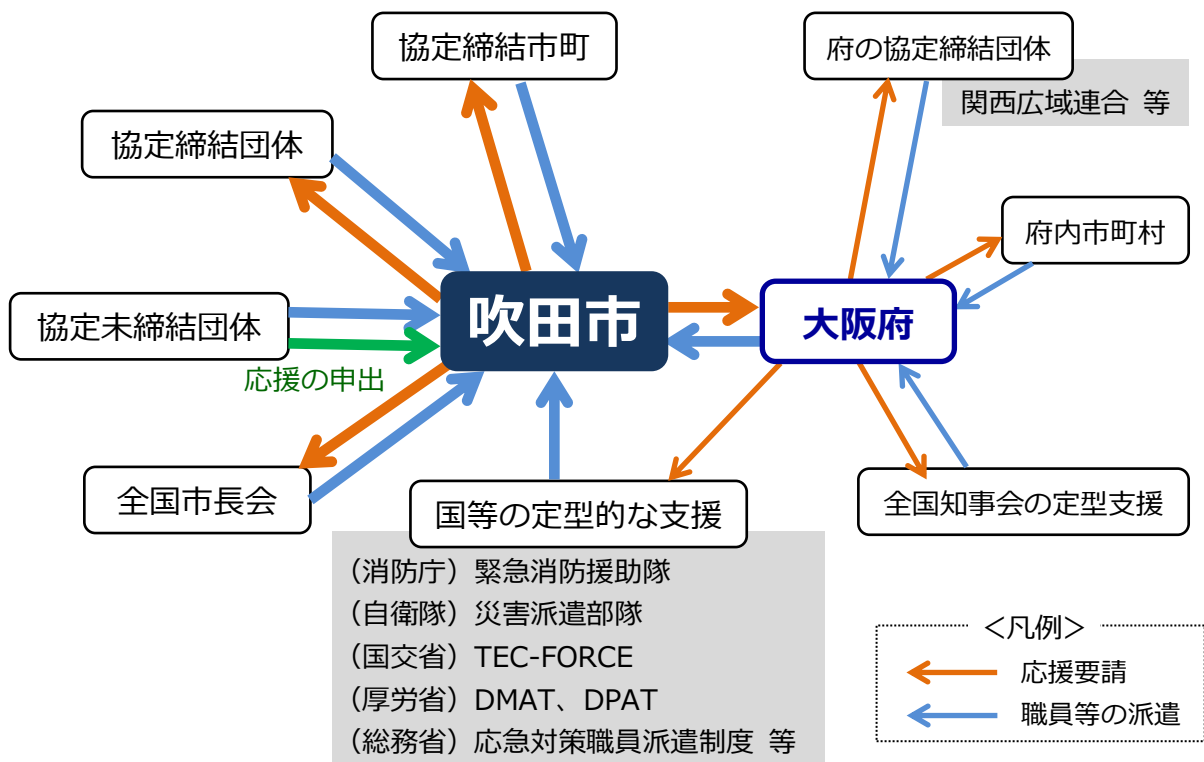 協定締結市町
府の協定締結団体
関西広域連合 等
協定締結団体
府内市町村
協定未締結団体
吹田市
大阪府
応援の申出
全国市長会
国等の定型的な支援
全国知事会の定型支援
（消防庁）緊急消防援助隊
（自衛隊）災害派遣部隊
（国交省）TEC-FORCE
（厚労省）DMAT、DPAT
（総務省）応急対策職員派遣制度 等
＜凡例＞
応援要請
職員等の派遣